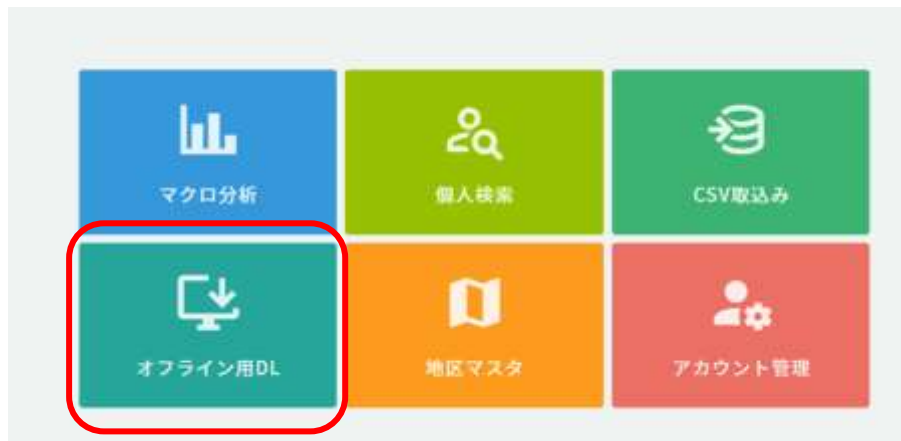 マクロ分析
個人検索
CSV取込み
オフライン用DL
地区マスタ
アカウント管理